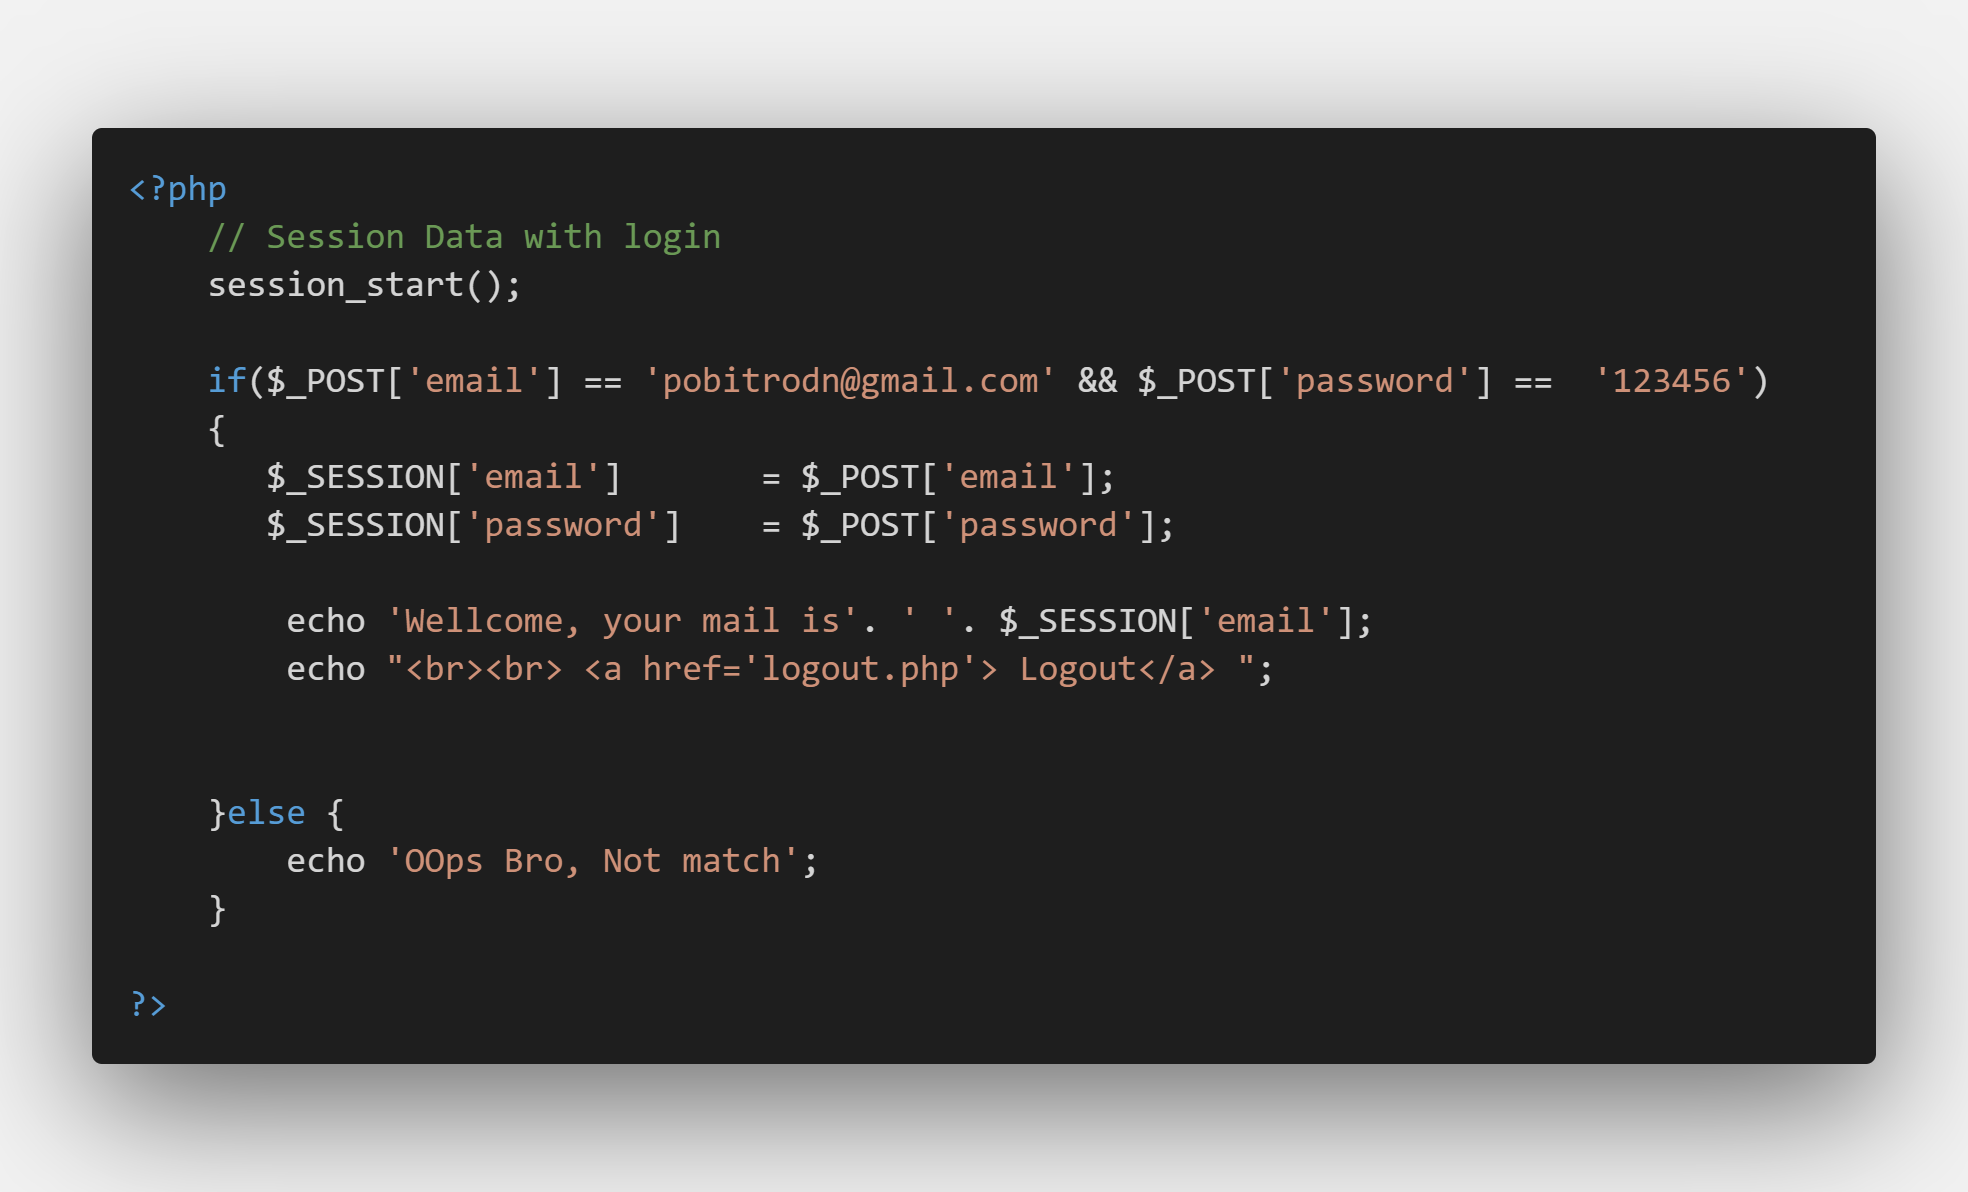 <?php
    // Session Data with login
    session_start();

    if($_POST['email'] == 'pobitrodn@gmail.com' && $_POST['password'] ==  '123456')
    {
       $_SESSION['email']       = $_POST['email'];
       $_SESSION['password']    = $_POST['password'];

        echo 'Wellcome, your mail is'. ' '. $_SESSION['email'];
        echo "<br><br> <a href='logout.php'> Logout</a> ";


    }else {
        echo 'OOps Bro, Not match';
    }

?>